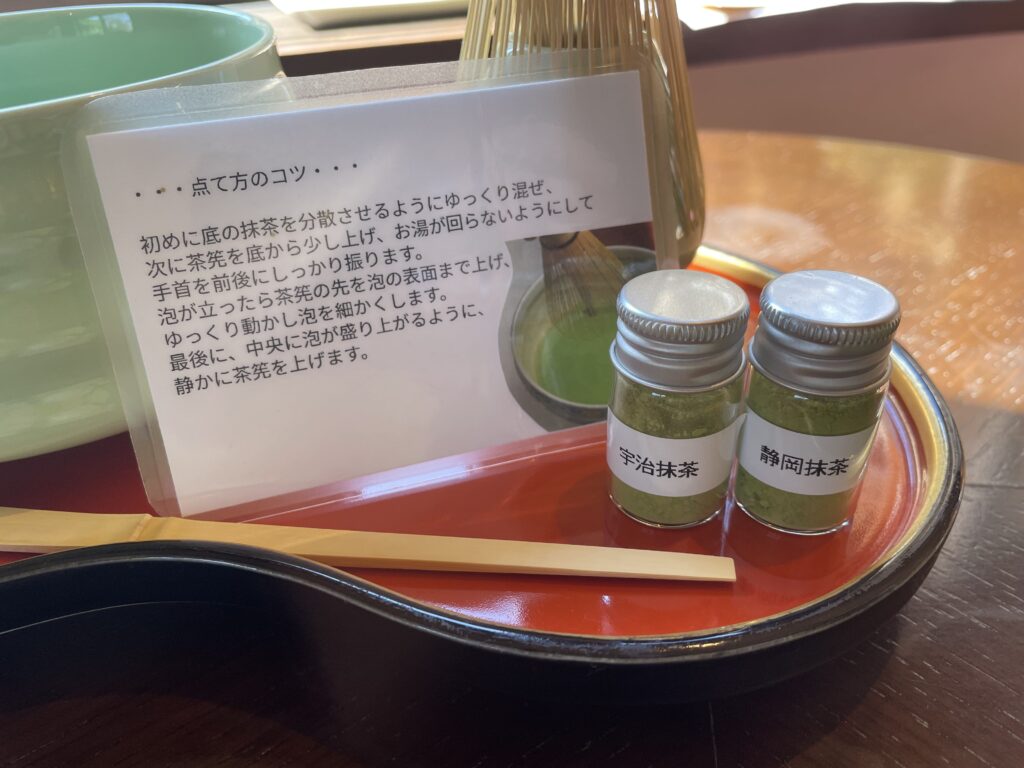 ・・・点て方のコツ・・・
初めに底の抹茶を分散させるようにゆっくり混ぜ、
次に茶筅を底から少し上げ、お湯が回らないようにして
手首を前後にしっかり振ります。
泡が立ったら茶筅の先を泡の表面まで上げ、
ゆっくり動かし泡を細かくします。
最後に、中央に泡が盛り上がるように、
静かに茶筅を上げます。
宇治抹茶
静岡抹茶